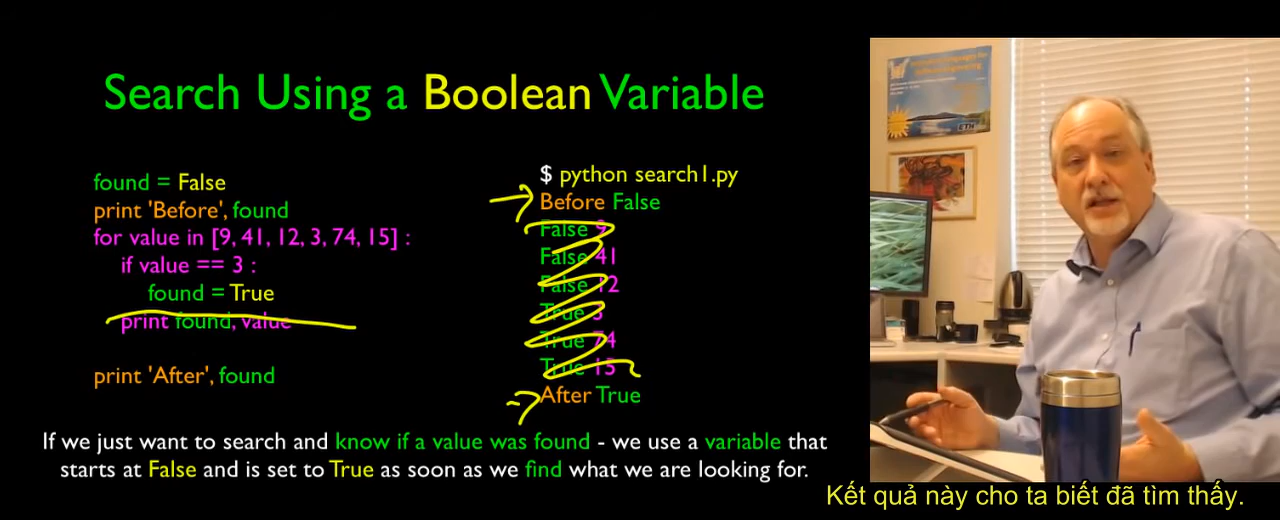 Search Using a Boolean Variable
found = False
print 'Before', found
for value in [9, 41, 12, 3, 74, 15] :
if value == 3 :
found = True
print found, value
print 'After', found
$ python search1.py
Before False
False 9
False 41
False 12
True 3
True 74
True 15
After True
If we just want to search and know if a value was found - we use a variable that
starts at False and is set to True as soon as we find what we are looking for.
ETH
Kết quả này cho ta biết đã tìm thấy.